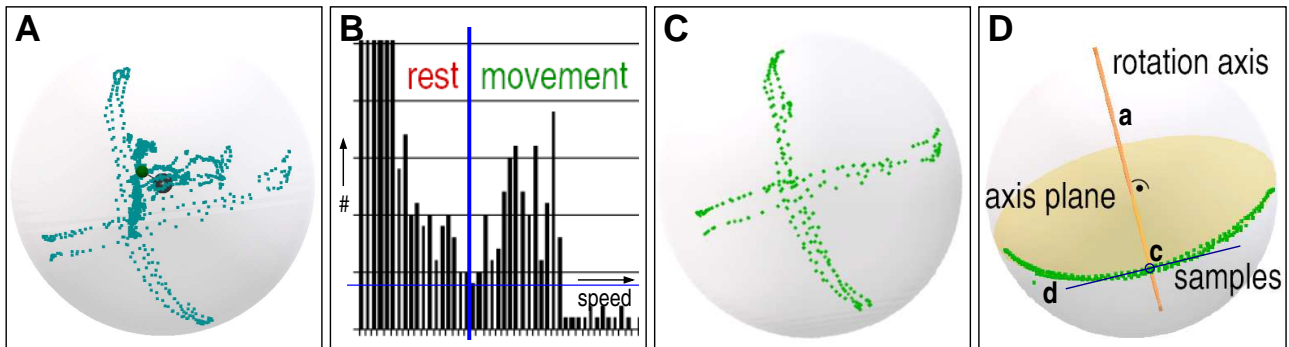 A
B
rest
movement
#
speed
C
D
rotation axis
a
axis plane
c
samples
d